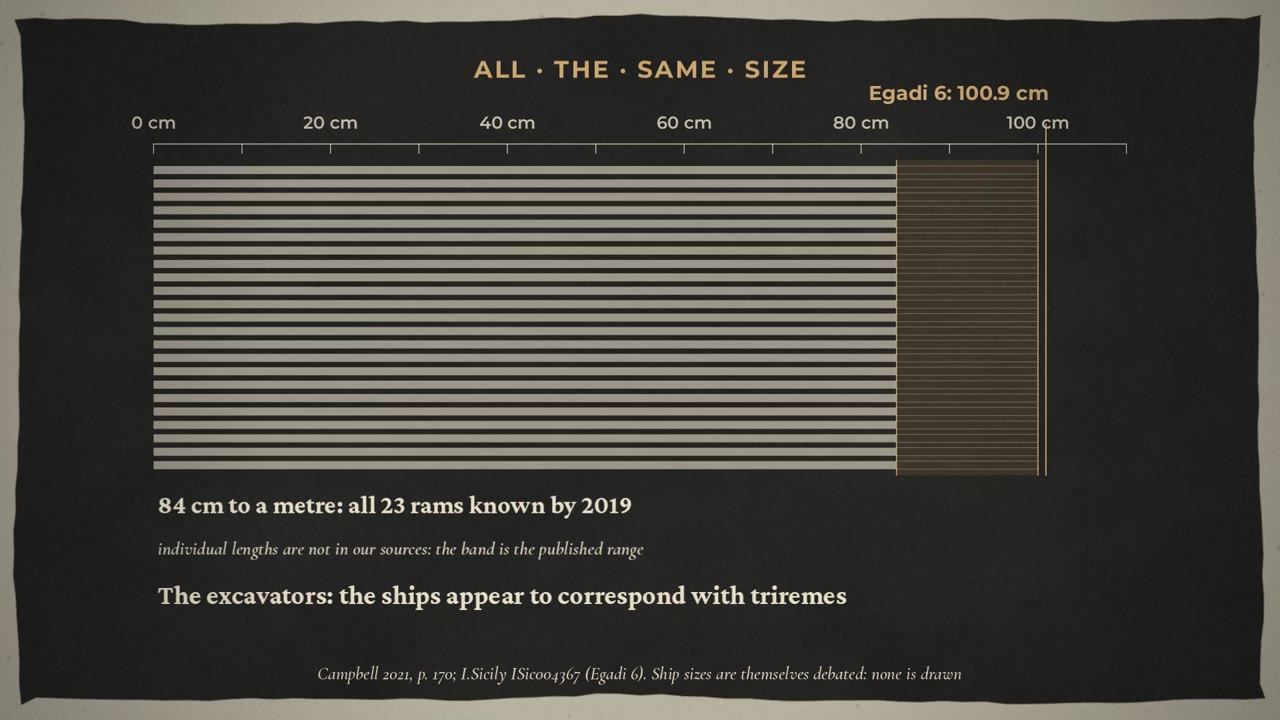 ALL · THE · SAME · SIZE
Egadi 6: 100.9 cm
0 cm 20 cm 40 cm 60 cm 80 cm 100 cm
84 cm to a metre: all 23 rams known by 2019
individual lengths are not in our sources: the band is the published range
The excavators: the ships appear to correspond with triremes
Campbell 2021, p. 170; I.Sicily ISic004367 (Egadi 6). Ship sizes are themselves debated: none is drawn